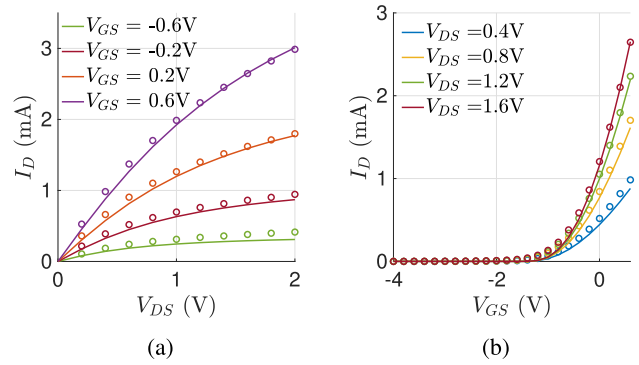 V_GS = -0.6V
V_GS = -0.2V
V_GS = 0.2V
V_GS = 0.6V
3
2
1
0
I_D (mA)
0 1 2
V_DS (V)
(a)
V_DS =0.4V
V_DS =0.8V
V_DS =1.2V
V_DS =1.6V
3
2
1
0
I_D (mA)
-4 -2 0
V_GS (V)
(b)